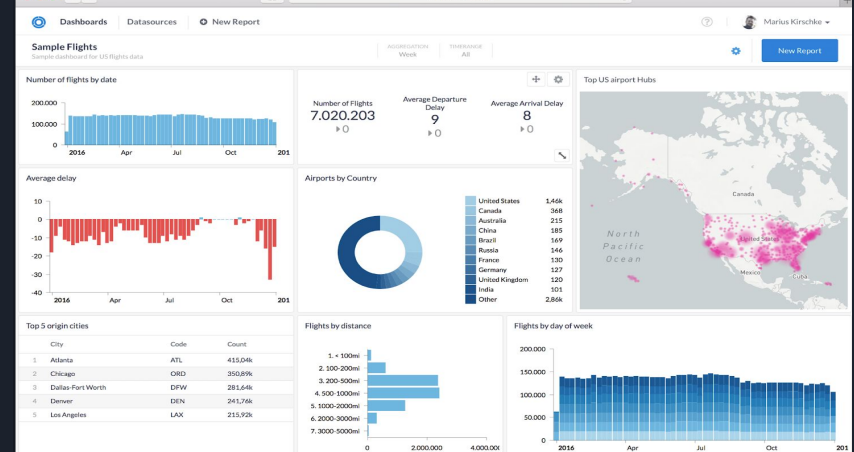 Dashboards Datasources New Report
? Marius Kirschke
Sample Flights
Sample dashboard for US flights data
AGGREGATION
Week
TIMERANGE
All
New Report
Number of flights by date
200.000
100.000
0
2016 Apr Jul Oct 201
Number of Flights
7.020.203
0
Average Departure
Delay
9
0
Average Arrival Delay
8
0
Top US airport Hubs
Canada
United States
Mexico
Cuba
North
Pacific
Ocean
Average delay
10
0
-10
-20
-30
-40
2016 Apr Jul Oct 201
Airports by Country
United States 1,46k
Canada 368
Australia 215
China 185
Brazil 169
Russia 146
France 130
Germany 127
United Kingdom 120
India 101
Other 2,86k
Top 5 origin cities
City Code Count
1 Atlanta ATL 415,04k
2 Chicago ORD 350,89k
3 Dallas-Fort Worth DFW 281,64k
4 Denver DEN 241,76k
5 Los Angeles LAX 215,92k
Flights by distance
1. < 100mi
2. 100-200mi
3. 200-500mi
4. 500-1000mi
5. 1000-2000mi
6. 2000-3000mi
7. 3000-5000mi
0 2.000.000 4.000.00
Flights by day of week
200.000
150.000
100.000
50.000
0
2016 Apr Jul Oct 201